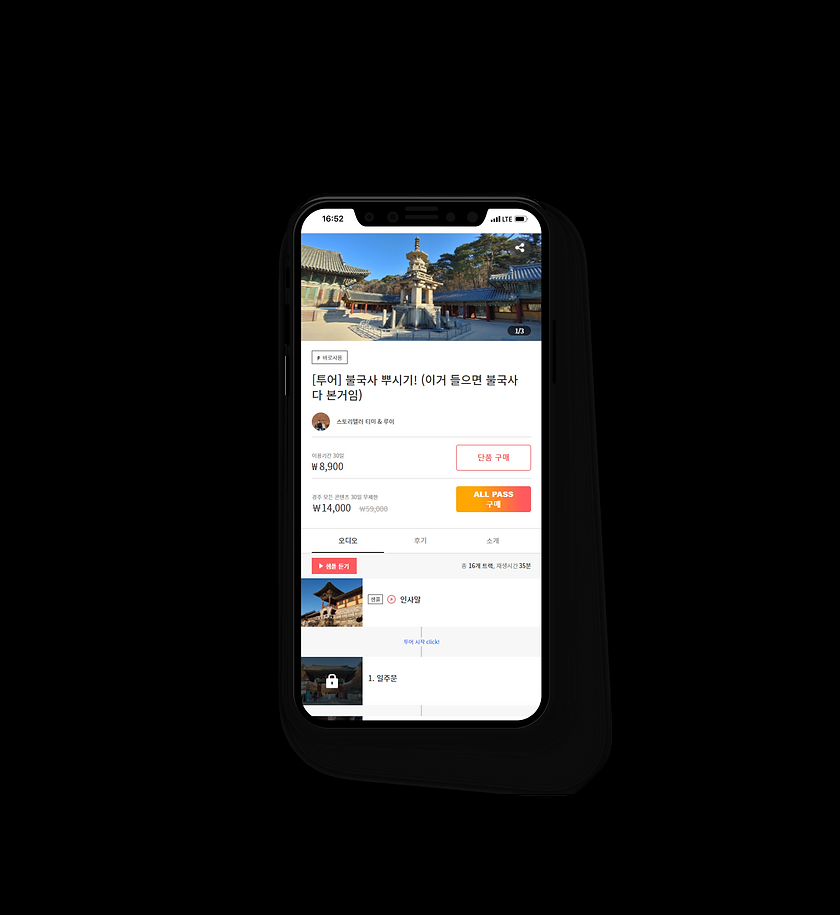 16:52
LTE
1/3
바로사용
[투어] 불국사 뿌시기! (이거 들으면 불국사
다 본거임)
스토리텔러 티미 & 루이
이용기간 30일
₩8,900
단품 구매
경주 모든 콘텐츠 30일 무제한
₩14,000 ₩59,000
ALL PASS
구매
오디오 후기 소개
샘플 듣기
총 16개 트랙, 재생시간 35분
샘플 인사말
투어 시작 click!
1. 일주문